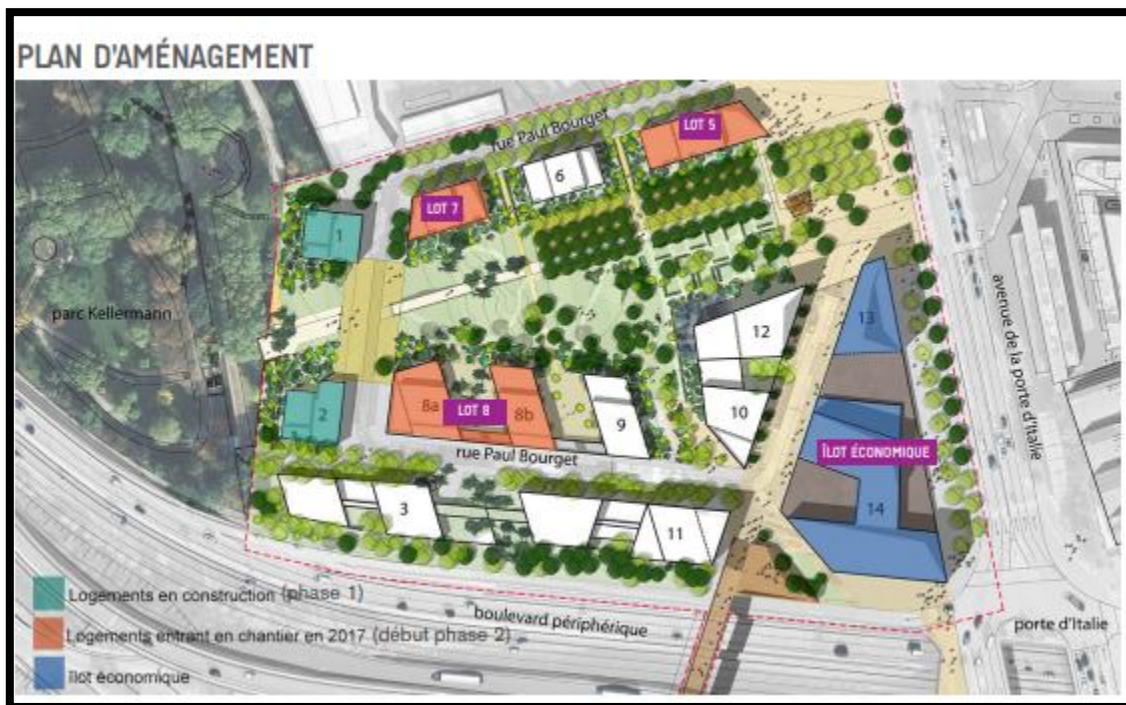 PLAN D'AMÉNAGEMENT
rue Paul Bourget
LOT 5
6
LOT 7
1
parc Kellermann
avenue de la porte d'Italie
13
12
2
8a
LOT 8
8b
9
10
ÎLOT ÉCONOMIQUE
rue Paul Bourget
3
11
14
Logements en construction (phase 1)
boulevard périphérique
porte d'Italie
Logements entrant en chantier en 2017 (début phase 2)
îlot économique